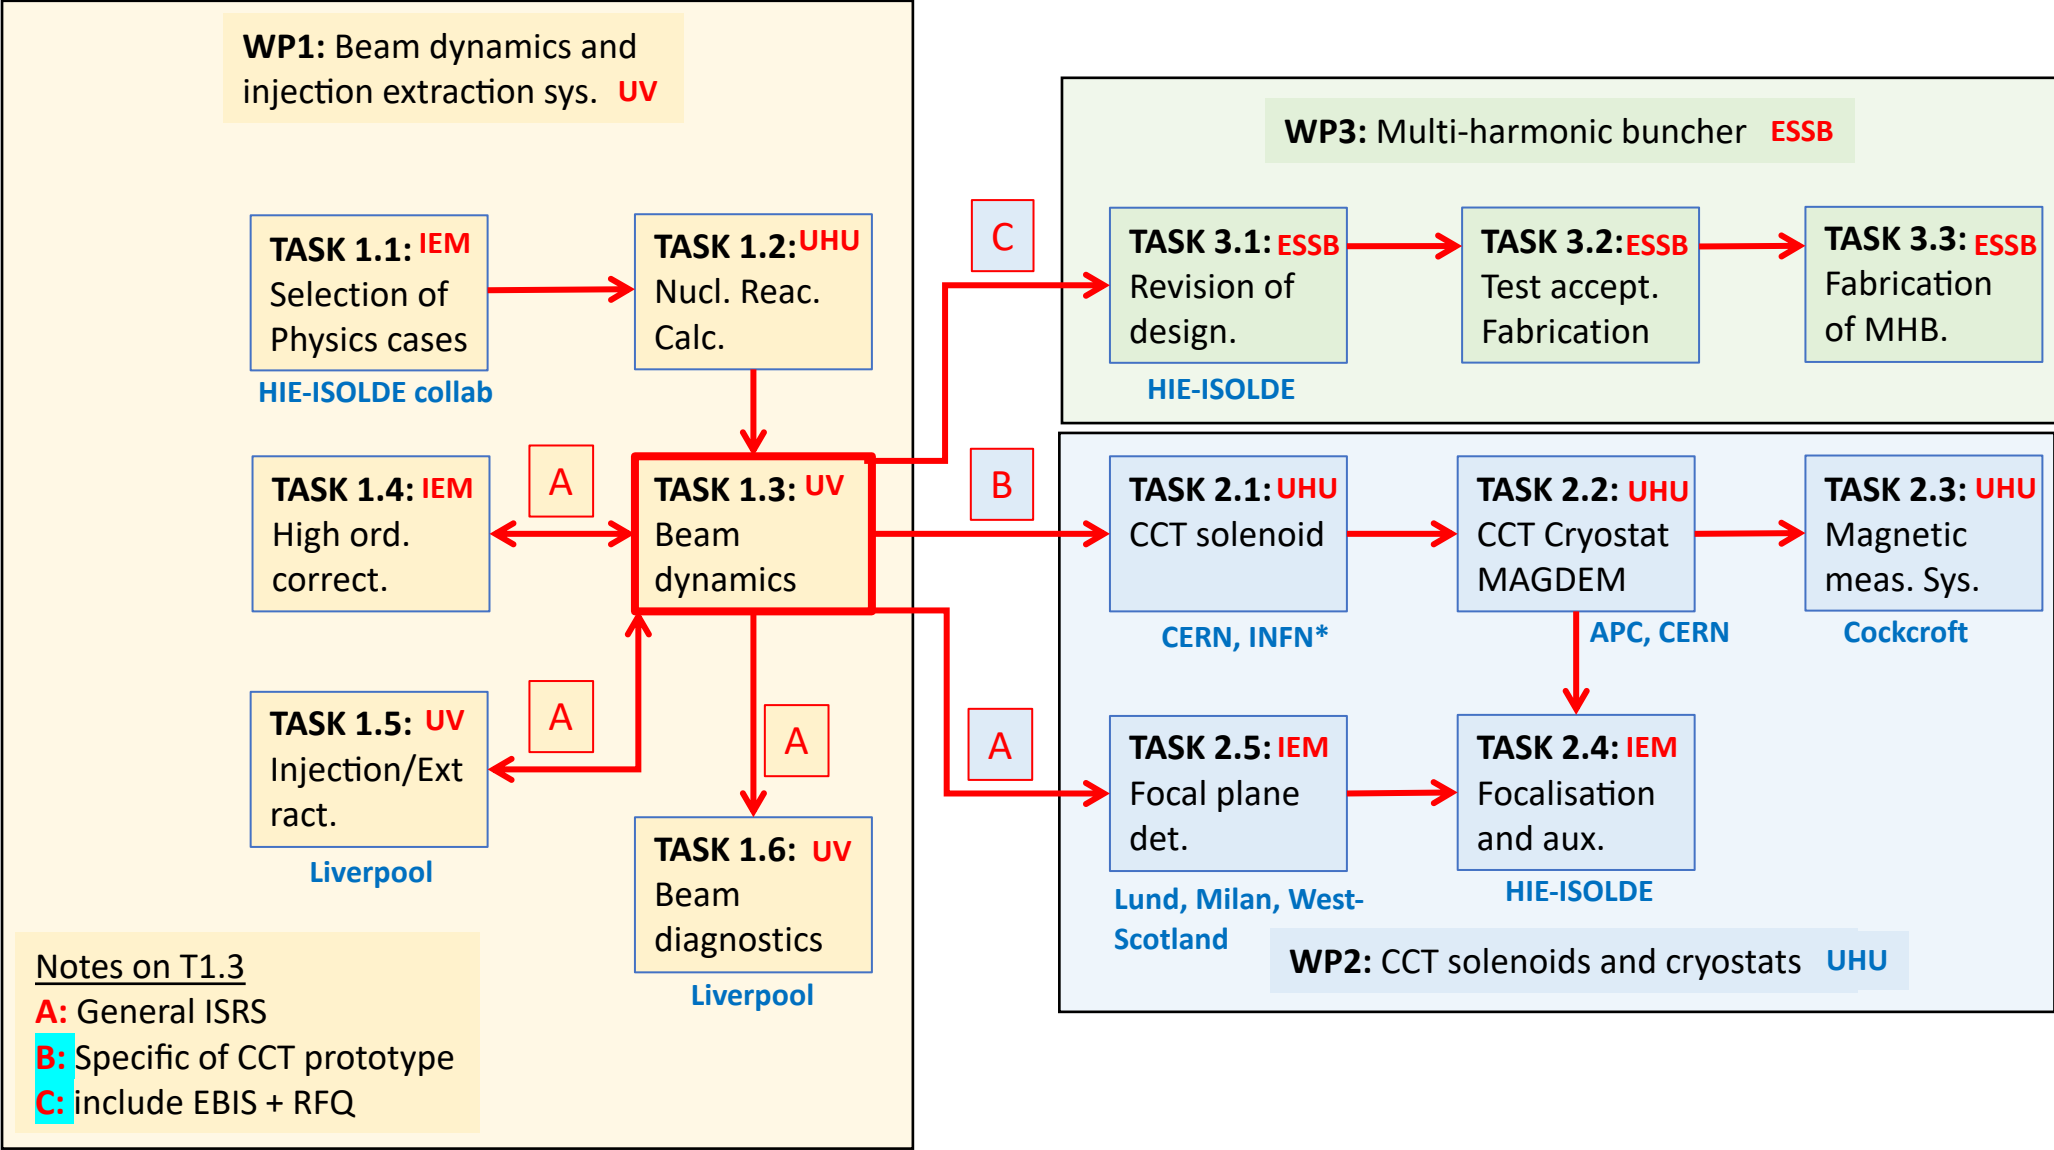 WP1: Beam dynamics and
injection extraction sys. UV
TASK 1.1: IEM
Selection of
Physics cases
HIE-ISOLDE collab
TASK 1.2: UHU
Nucl. Reac.
Calc.
TASK 1.4: IEM
High ord.
correct.
A
TASK 1.3: UV
Beam
dynamics
TASK 1.5: UV
Injection/Ext
ract.
Liverpool
A
A
TASK 1.6: UV
Beam
diagnostics
Liverpool
Notes on T1.3
A: General ISRS
B: Specific of CCT prototype
C: include EBIS + RFQ
C
B
A
WP3: Multi-harmonic buncher ESSB
TASK 3.1: ESSB
Revision of
design.
HIE-ISOLDE
TASK 3.2: ESSB
Test accept.
Fabrication
TASK 3.3: ESSB
Fabrication
of MHB.
TASK 2.1: UHU
CCT solenoid
CERN, INFN*
TASK 2.2: UHU
CCT Cryostat
MAGDEM
APC, CERN
TASK 2.3: UHU
Magnetic
meas. Sys.
Cockcroft
TASK 2.5: IEM
Focal plane
det.
Lund, Milan, West-
Scotland
TASK 2.4: IEM
Focalisation
and aux.
HIE-ISOLDE
WP2: CCT solenoids and cryostats UHU